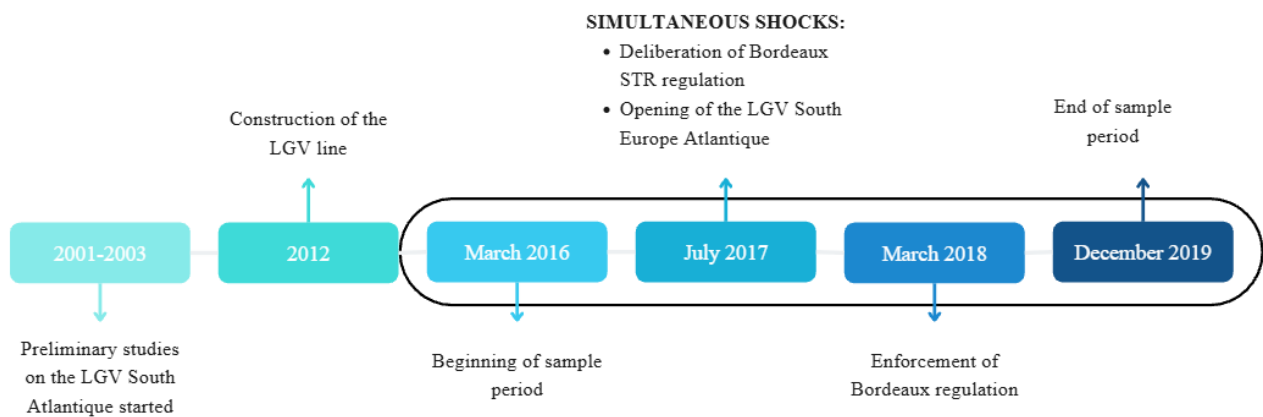 SIMULTANEOUS SHOCKS:
• Deliberation of Bordeaux
STR regulation
• Opening of the LGV South
Europe Atlantique
Construction of the
LGV line
End of sample
period
2001-2003
2012
March 2016
July 2017
March 2018
December 2019
Preliminary studies
on the LGV South
Atlantique started
Beginning of sample
period
Enforcement of
Bordeaux regulation